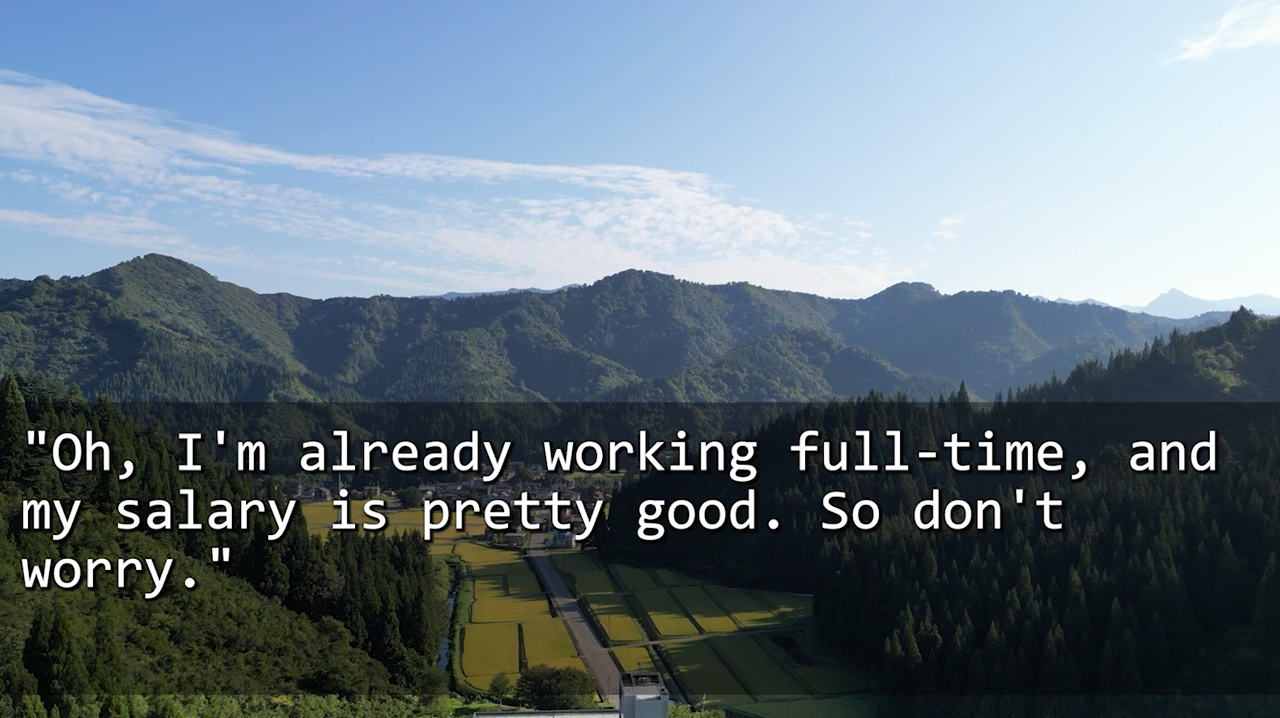 "Oh, I'm already working full-time, and
my salary is pretty good. So don't
worry."